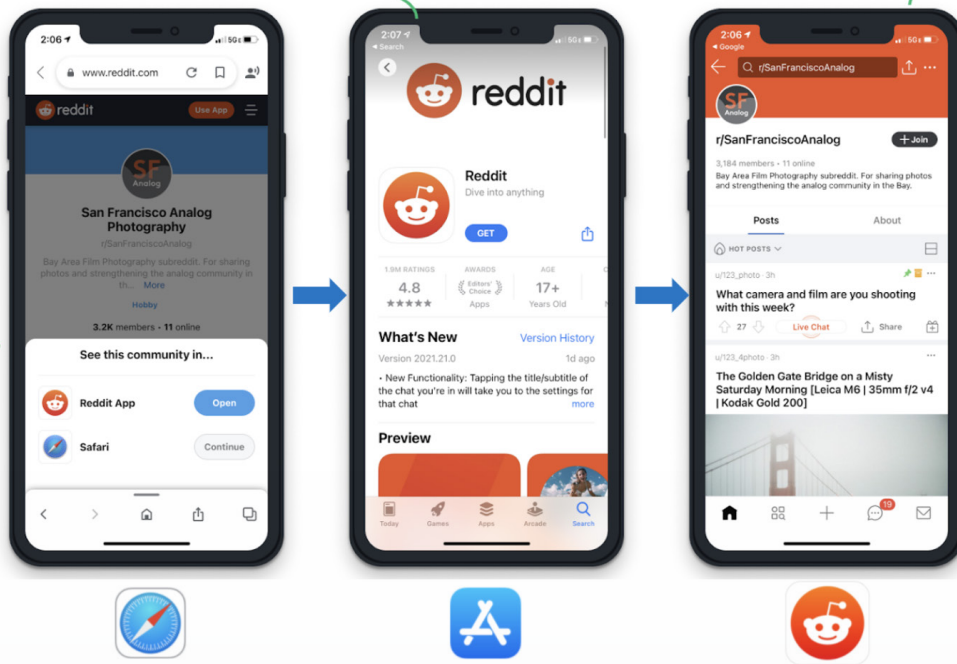 2:06
5G E
www.reddit.com
reddit
Use App
SF
Analog
San Francisco Analog
Photography
r/SanFranciscoAnalog
Bay Area Film Photography subreddit. For sharing
photos and strengthening the analog community in
th... More
Hobby
3.2K members • 11 online
See this community in...
Reddit App
Open
Safari
Continue
2:07
5G E
Search
reddit
Reddit
Dive into anything
GET
1.9M RATINGS
4.8
AWARDS
Editors'
Choice
Apps
AGE
17+
Years Old
What's New
Version History
Version 2021.21.0
1d ago
• New Functionality: Tapping the title/subtitle of
the chat you're in will take you to the settings for
that chat
more
Preview
Today
Games
Apps
Arcade
Search
2:06
5G E
Google
r/SanFranciscoAnalog
SF
Analog
r/SanFranciscoAnalog
+ Join
3,184 members • 11 online
Bay Area Film Photography subreddit. For sharing photos
and strengthening the analog community in the Bay.
Posts
About
HOT POSTS
u/123_photo · 3h
What camera and film are you shooting
with this week?
27
Live Chat
Share
u/123_4photo · 3h
The Golden Gate Bridge on a Misty
Saturday Morning [Leica M6 | 35mm f/2 v4
| Kodak Gold 200]
19